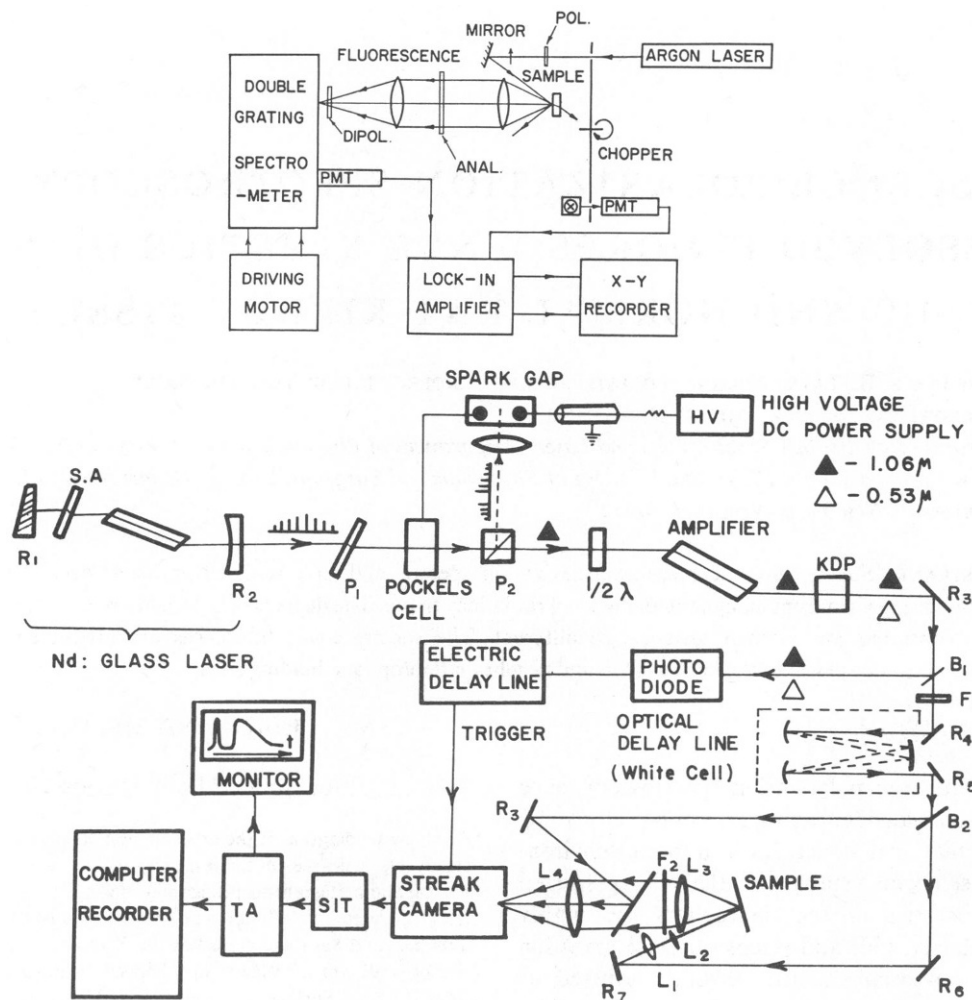 POL.
MIRROR
ARGON LASER
FLUORESCENCE
SAMPLE
DOUBLE
GRATING
DIPOL.
ANAL.
CHOPPER
SPECTRO
-METER
PMT
PMT
DRIVING
MOTOR
LOCK-IN
AMPLIFIER
X-Y
RECORDER
SPARK GAP
HV
HIGH VOLTAGE
DC POWER SUPPLY
▲ - 1.06μ
△ - 0.53μ
S.A
R1
R2
P1
POCKELS
CELL
P2
1/2 λ
AMPLIFIER
KDP
R3
Nd: GLASS LASER
ELECTRIC
DELAY LINE
PHOTO
DIODE
B1
F
TRIGGER
OPTICAL
DELAY LINE
(White Cell)
R4
R5
t
MONITOR
R3
B2
COMPUTER
RECORDER
TA
SIT
STREAK
CAMERA
L4
F2
L3
SAMPLE
L2
L1
R7
R6